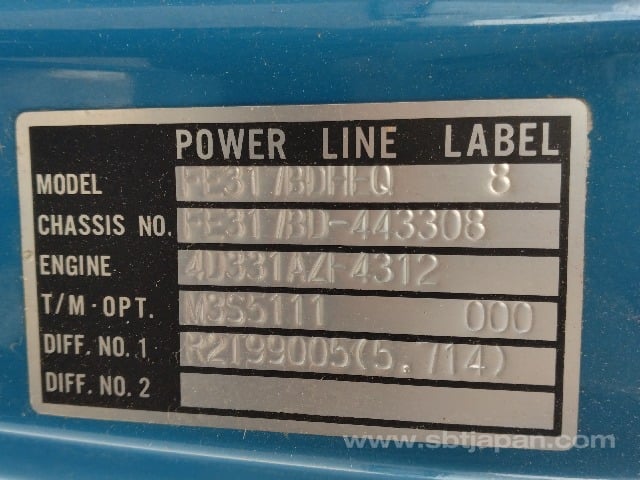 POWER LINE LABEL
MODEL FE317BDHFQ 8
CHASSIS NO. FE317BD-443308
ENGINE
T/M·OPT. M3S5111 000
DIFF. NO. 1 R2T99005(5.714)
DIFF. NO. 2
www.sbtjapan.com